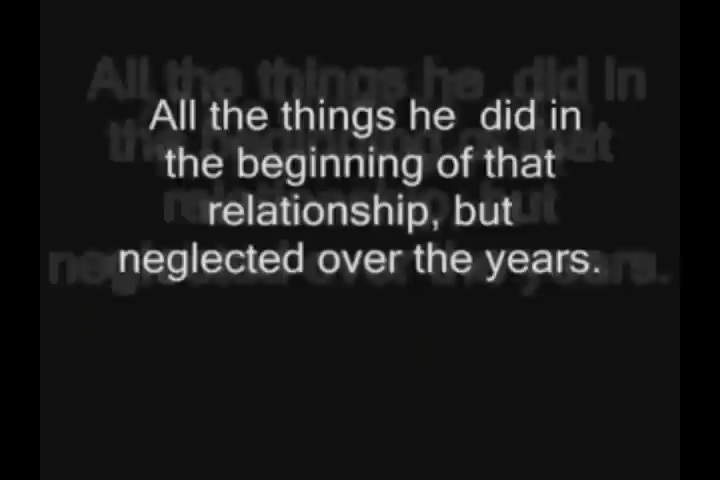 All the things he  did in
the beginning of that
relationship, but
neglected over the years.